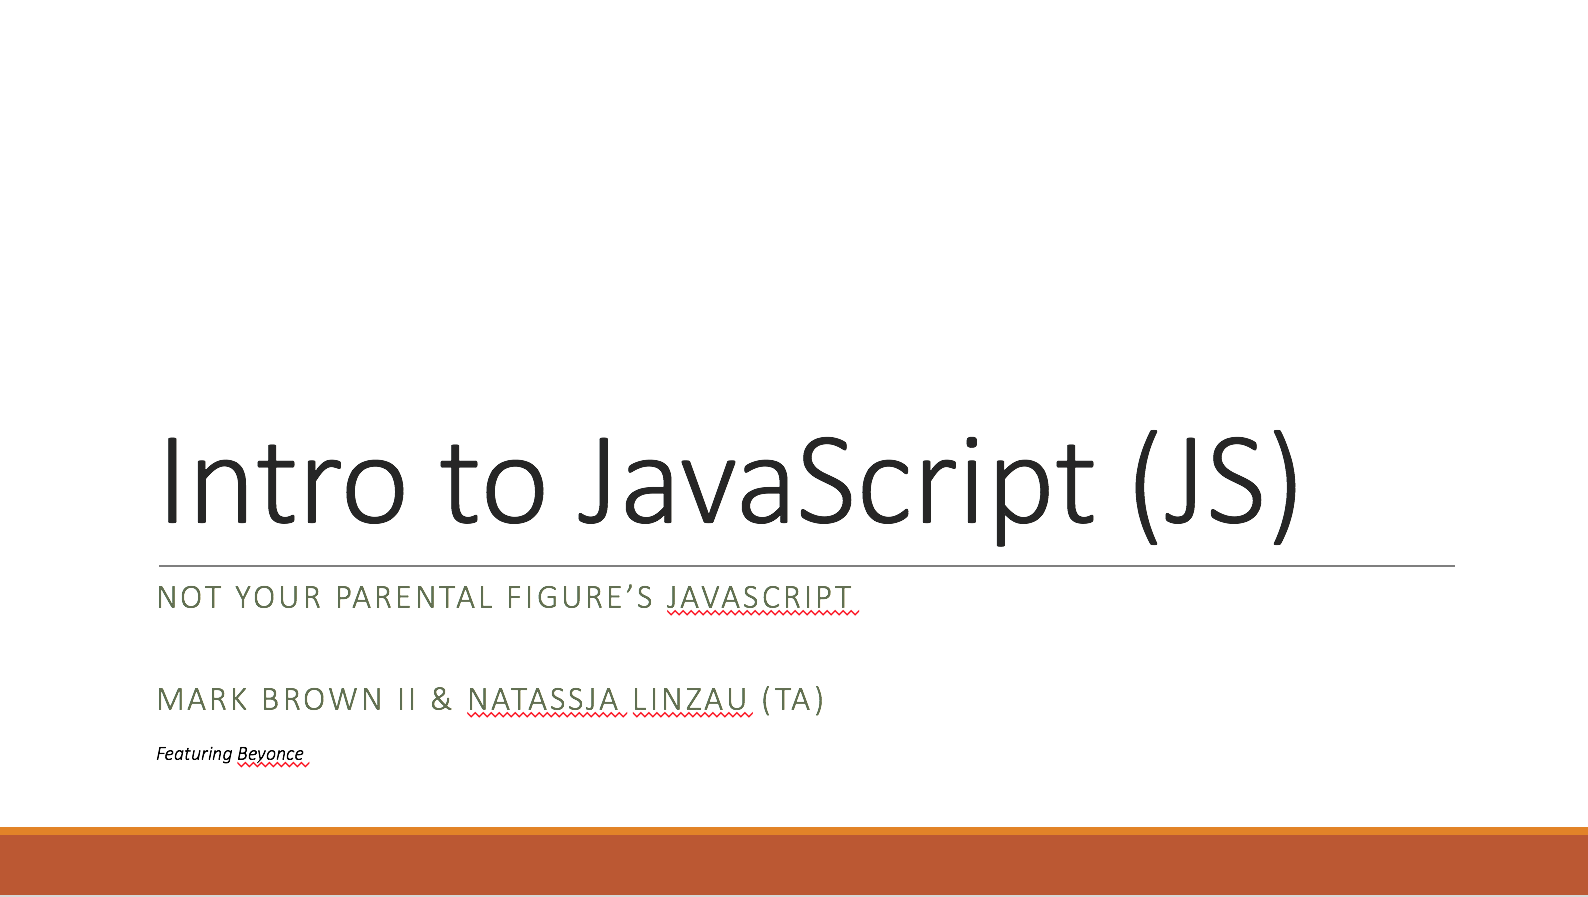 Intro to JavaScript (JS)
NOT YOUR PARENTAL FIGURE’S JAVASCRIPT
MARK BROWN II & NATASSJA LINZAU (TA)
Featuring Beyonce